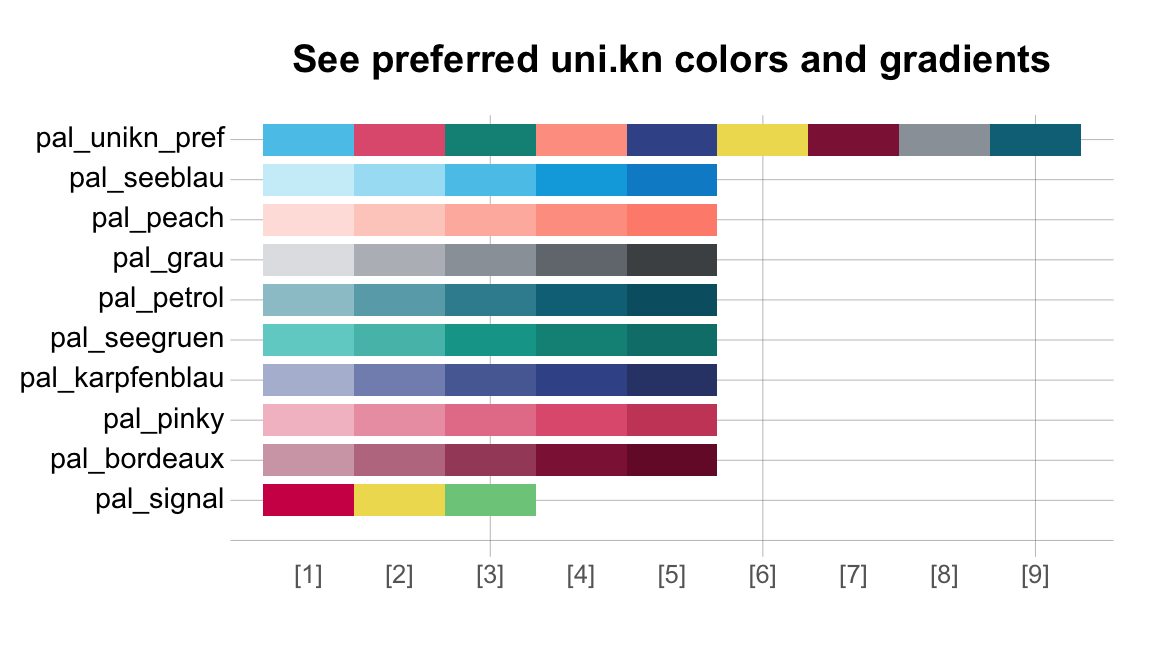 See preferred uni.kn colors and gradients
pal_unikn_pref
pal_seeblau
pal_peach
pal_grau
pal_petrol
pal_seegruen
pal_karpfenblau
pal_pinky
pal_bordeaux
pal_signal
[1] [2] [3] [4] [5] [6] [7] [8] [9]